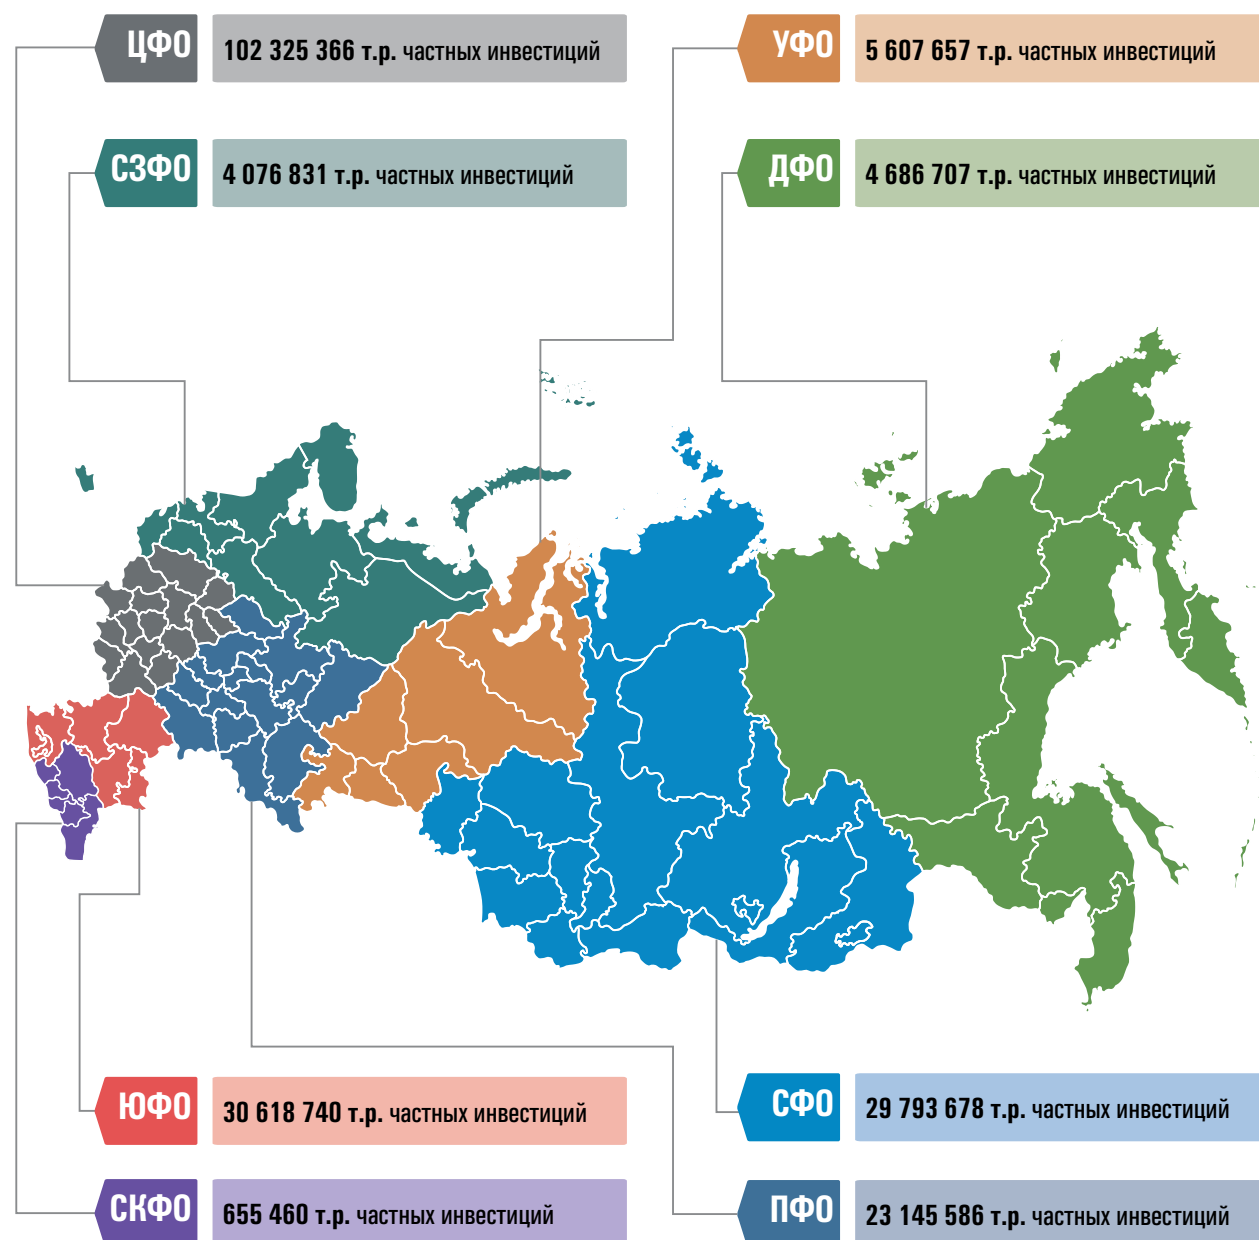 ЦФО 102 325 366 т.р. частных инвестиций
УФО 5 607 657 т.р. частных инвестиций
СЗФО 4 076 831 т.р. частных инвестиций
ДФО 4 686 707 т.р. частных инвестиций
ЮФО 30 618 740 т.р. частных инвестиций
СФО 29 793 678 т.р. частных инвестиций
СКФО 655 460 т.р. частных инвестиций
ПФО 23 145 586 т.р. частных инвестиций